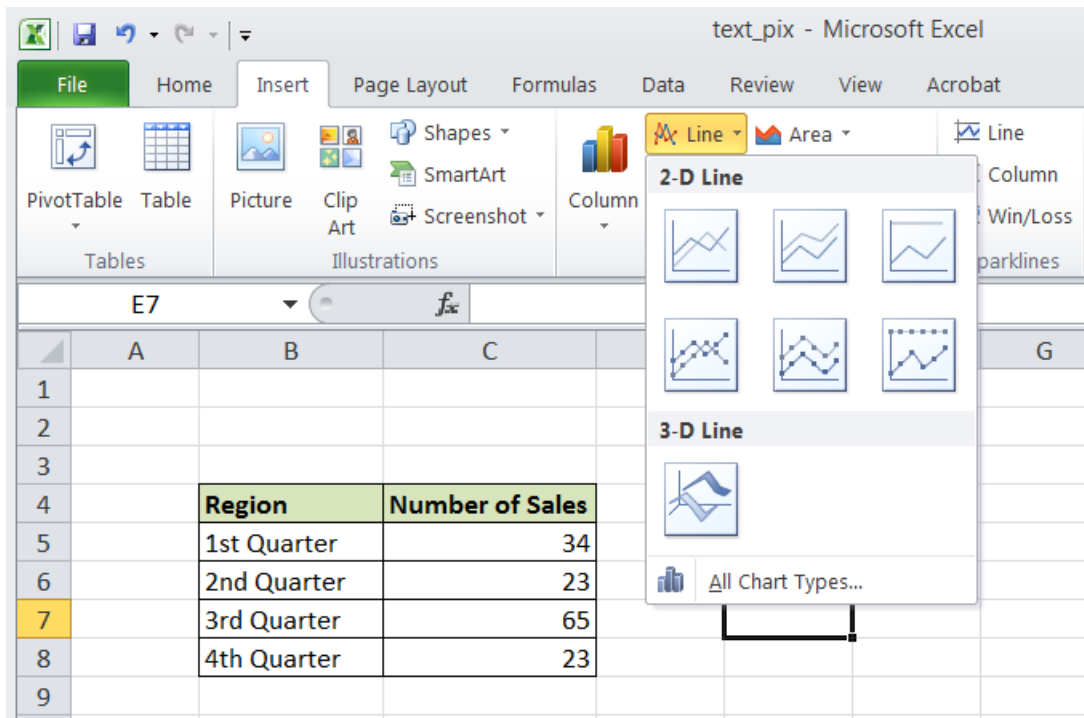 text_pix - Microsoft Excel
File Home Insert Page Layout Formulas Data Review View Acrobat
PivotTable
Table
Tables
Picture
Clip
Art
Shapes
SmartArt
Screenshot
Illustrations
Column
Line
Area
2-D Line
3-D Line
All Chart Types...
Line
Column
Win/Loss
parklines
E7 fx
A B C G
1
2
3
4 Region Number of Sales
5 1st Quarter 34
6 2nd Quarter 23
7 3rd Quarter 65
8 4th Quarter 23
9